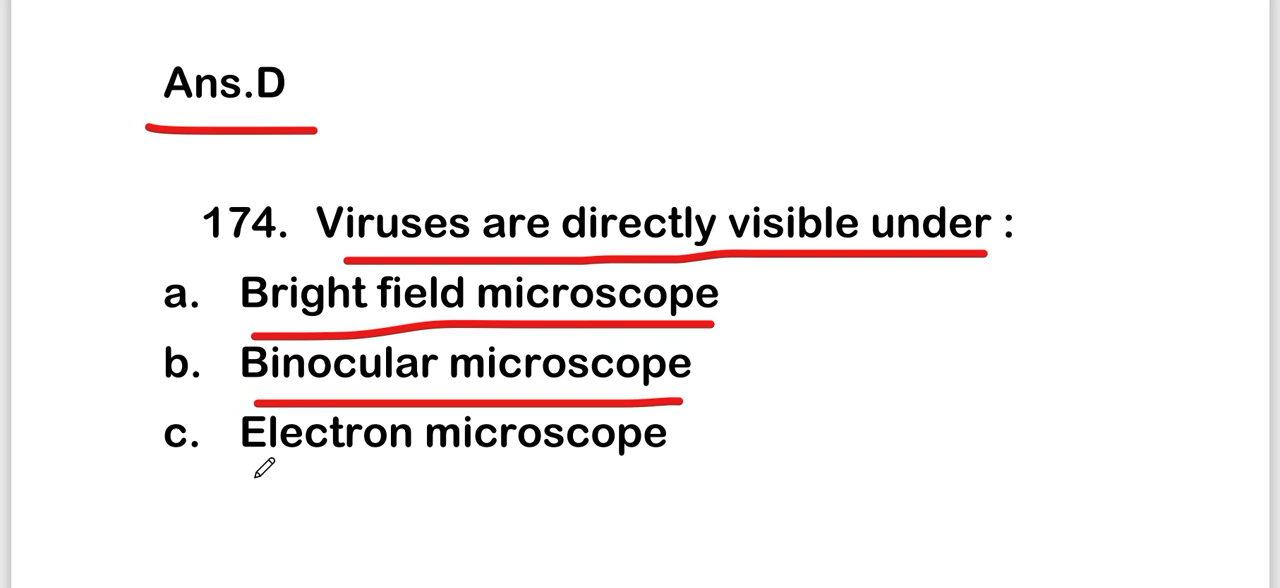 Ans.D
174. Viruses are directly visible under :
a. Bright field microscope
b. Binocular microscope
c. Electron microscope